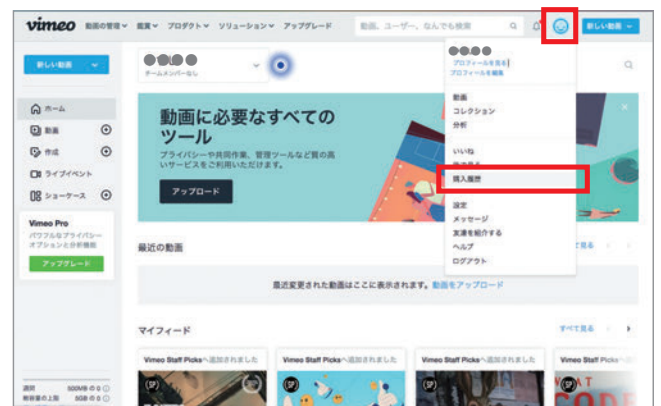 vimeo
動画の管理
鑑賞
プロダクト
ソリューション
アップグレード
動画、ユーザー、なんでも検索
新しい動画
新しい動画
チームメンバーなし
プロフィールを見る
プロフィールを編集
動画
コレクション
分析
いいね
購入履歴
設定
メッセージ
友達を紹介する
ヘルプ
ログアウト
ホーム
動画
作成
ライブイベント
ショーケース
Vimeo Pro
パワフルなプライバシー
オプションと分析機能
アップグレード
動画に必要なすべての
ツール
プライバシーや共同作業、管理ツールなど質の高
いサービスをご利用いただけます。
アップロード
最近の動画
て見る
最近変更された動画はここに表示されます。動画をアップロード
マイフィード
すべて見る
Vimeo Staff Picksへ追加されました
Vimeo Staff Picksへ追加されました
Vimeo Staff Picksへ追加されました
Vimeo Staff Picks
週間 500MB の 0
5GB の 0